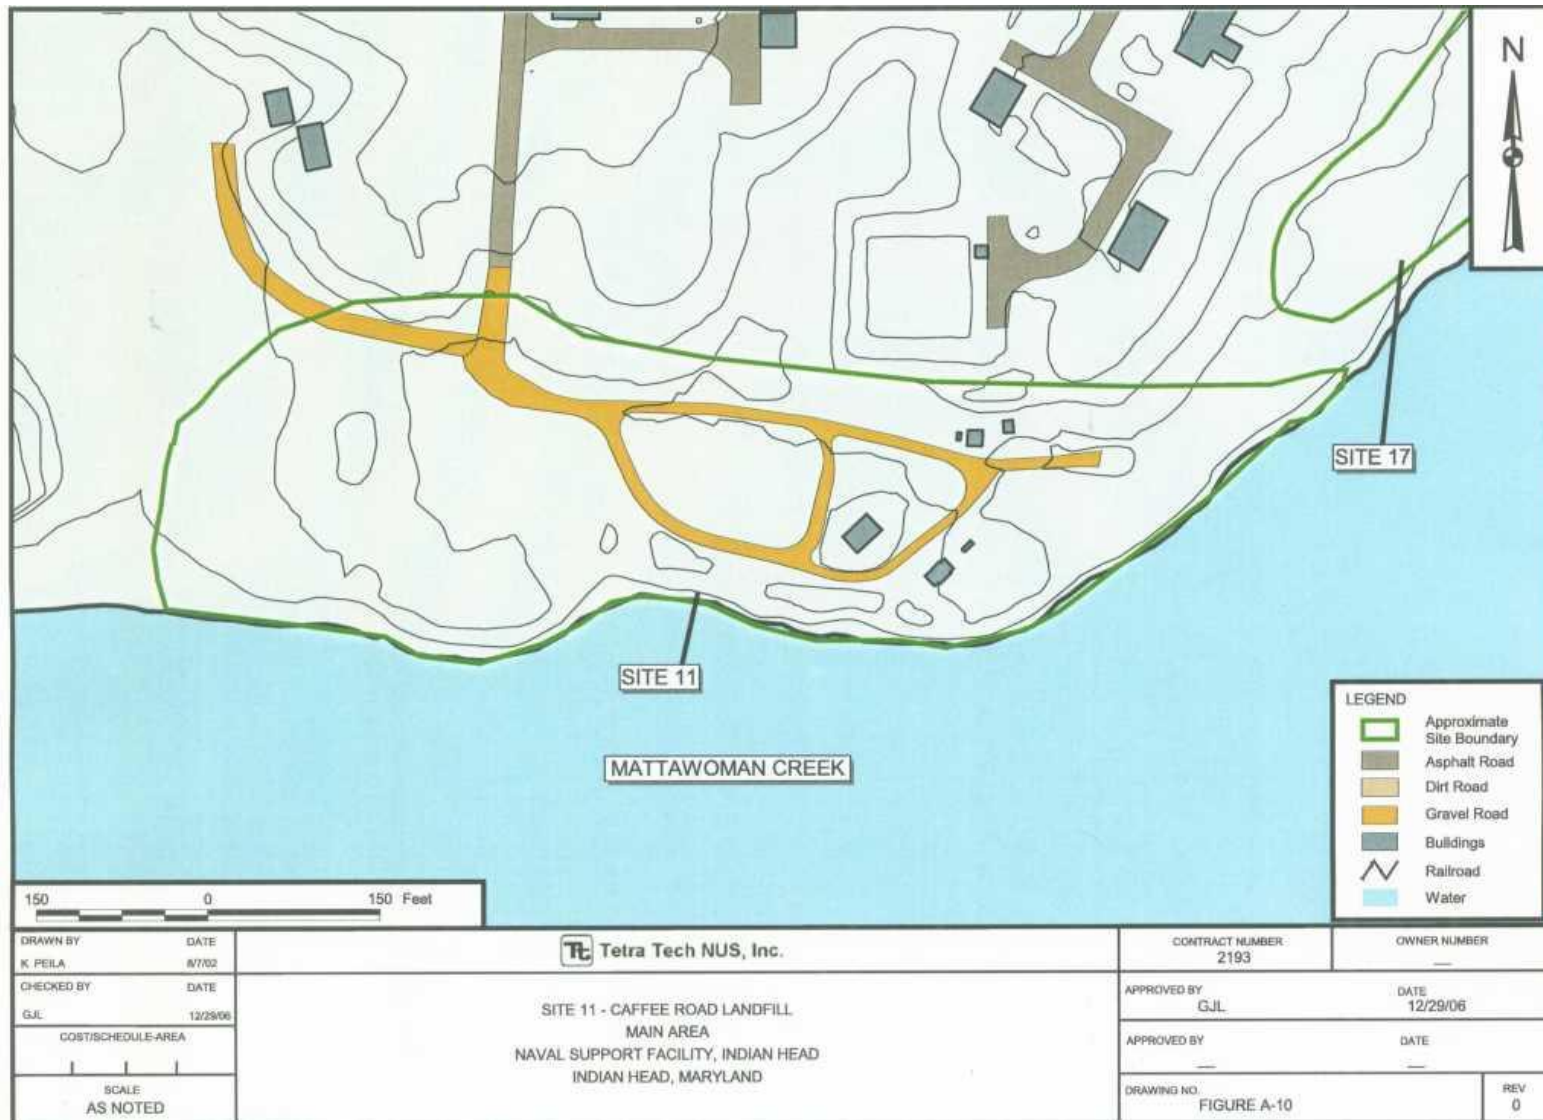 N
SITE 17
SITE 11
MATTAWOMAN CREEK
LEGEND
Approximate
Site Boundary
Asphalt Road
Dirt Road
Gravel Road
Buildings
Railroad
Water
150 0 150 Feet
DRAWN BY DATE
K PEILA 8/7/02
CHECKED BY DATE
GJL 12/29/06
COST/SCHEDULE-AREA
SCALE
AS NOTED
Tt Tetra Tech NUS, Inc.
SITE 11 - CAFFEE ROAD LANDFILL
MAIN AREA
NAVAL SUPPORT FACILITY, INDIAN HEAD
INDIAN HEAD, MARYLAND
CONTRACT NUMBER
2193
OWNER NUMBER
—
APPROVED BY DATE
GJL 12/29/06
APPROVED BY DATE
— —
DRAWING NO.
FIGURE A-10
REV
0